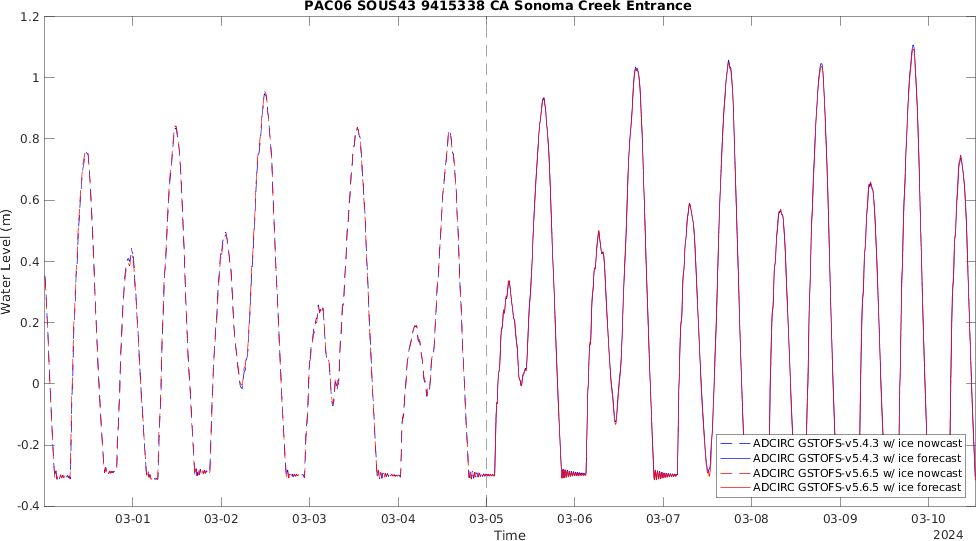 PAC06 SOUS43 9415338 CA Sonoma Creek Entrance
Water Level (m)
1.2
1
0.8
0.6
0.4
0.2
0
-0.2
-0.4
ADCIRC GSTOFS-v5.4.3 w/ ice nowcast
ADCIRC GSTOFS-v5.4.3 w/ ice forecast
ADCIRC GSTOFS-v5.6.5 w/ ice nowcast
ADCIRC GSTOFS-v5.6.5 w/ ice forecast
03-01 03-02 03-03 03-04 03-05 03-06 03-07 03-08 03-09 03-10
Time
2024